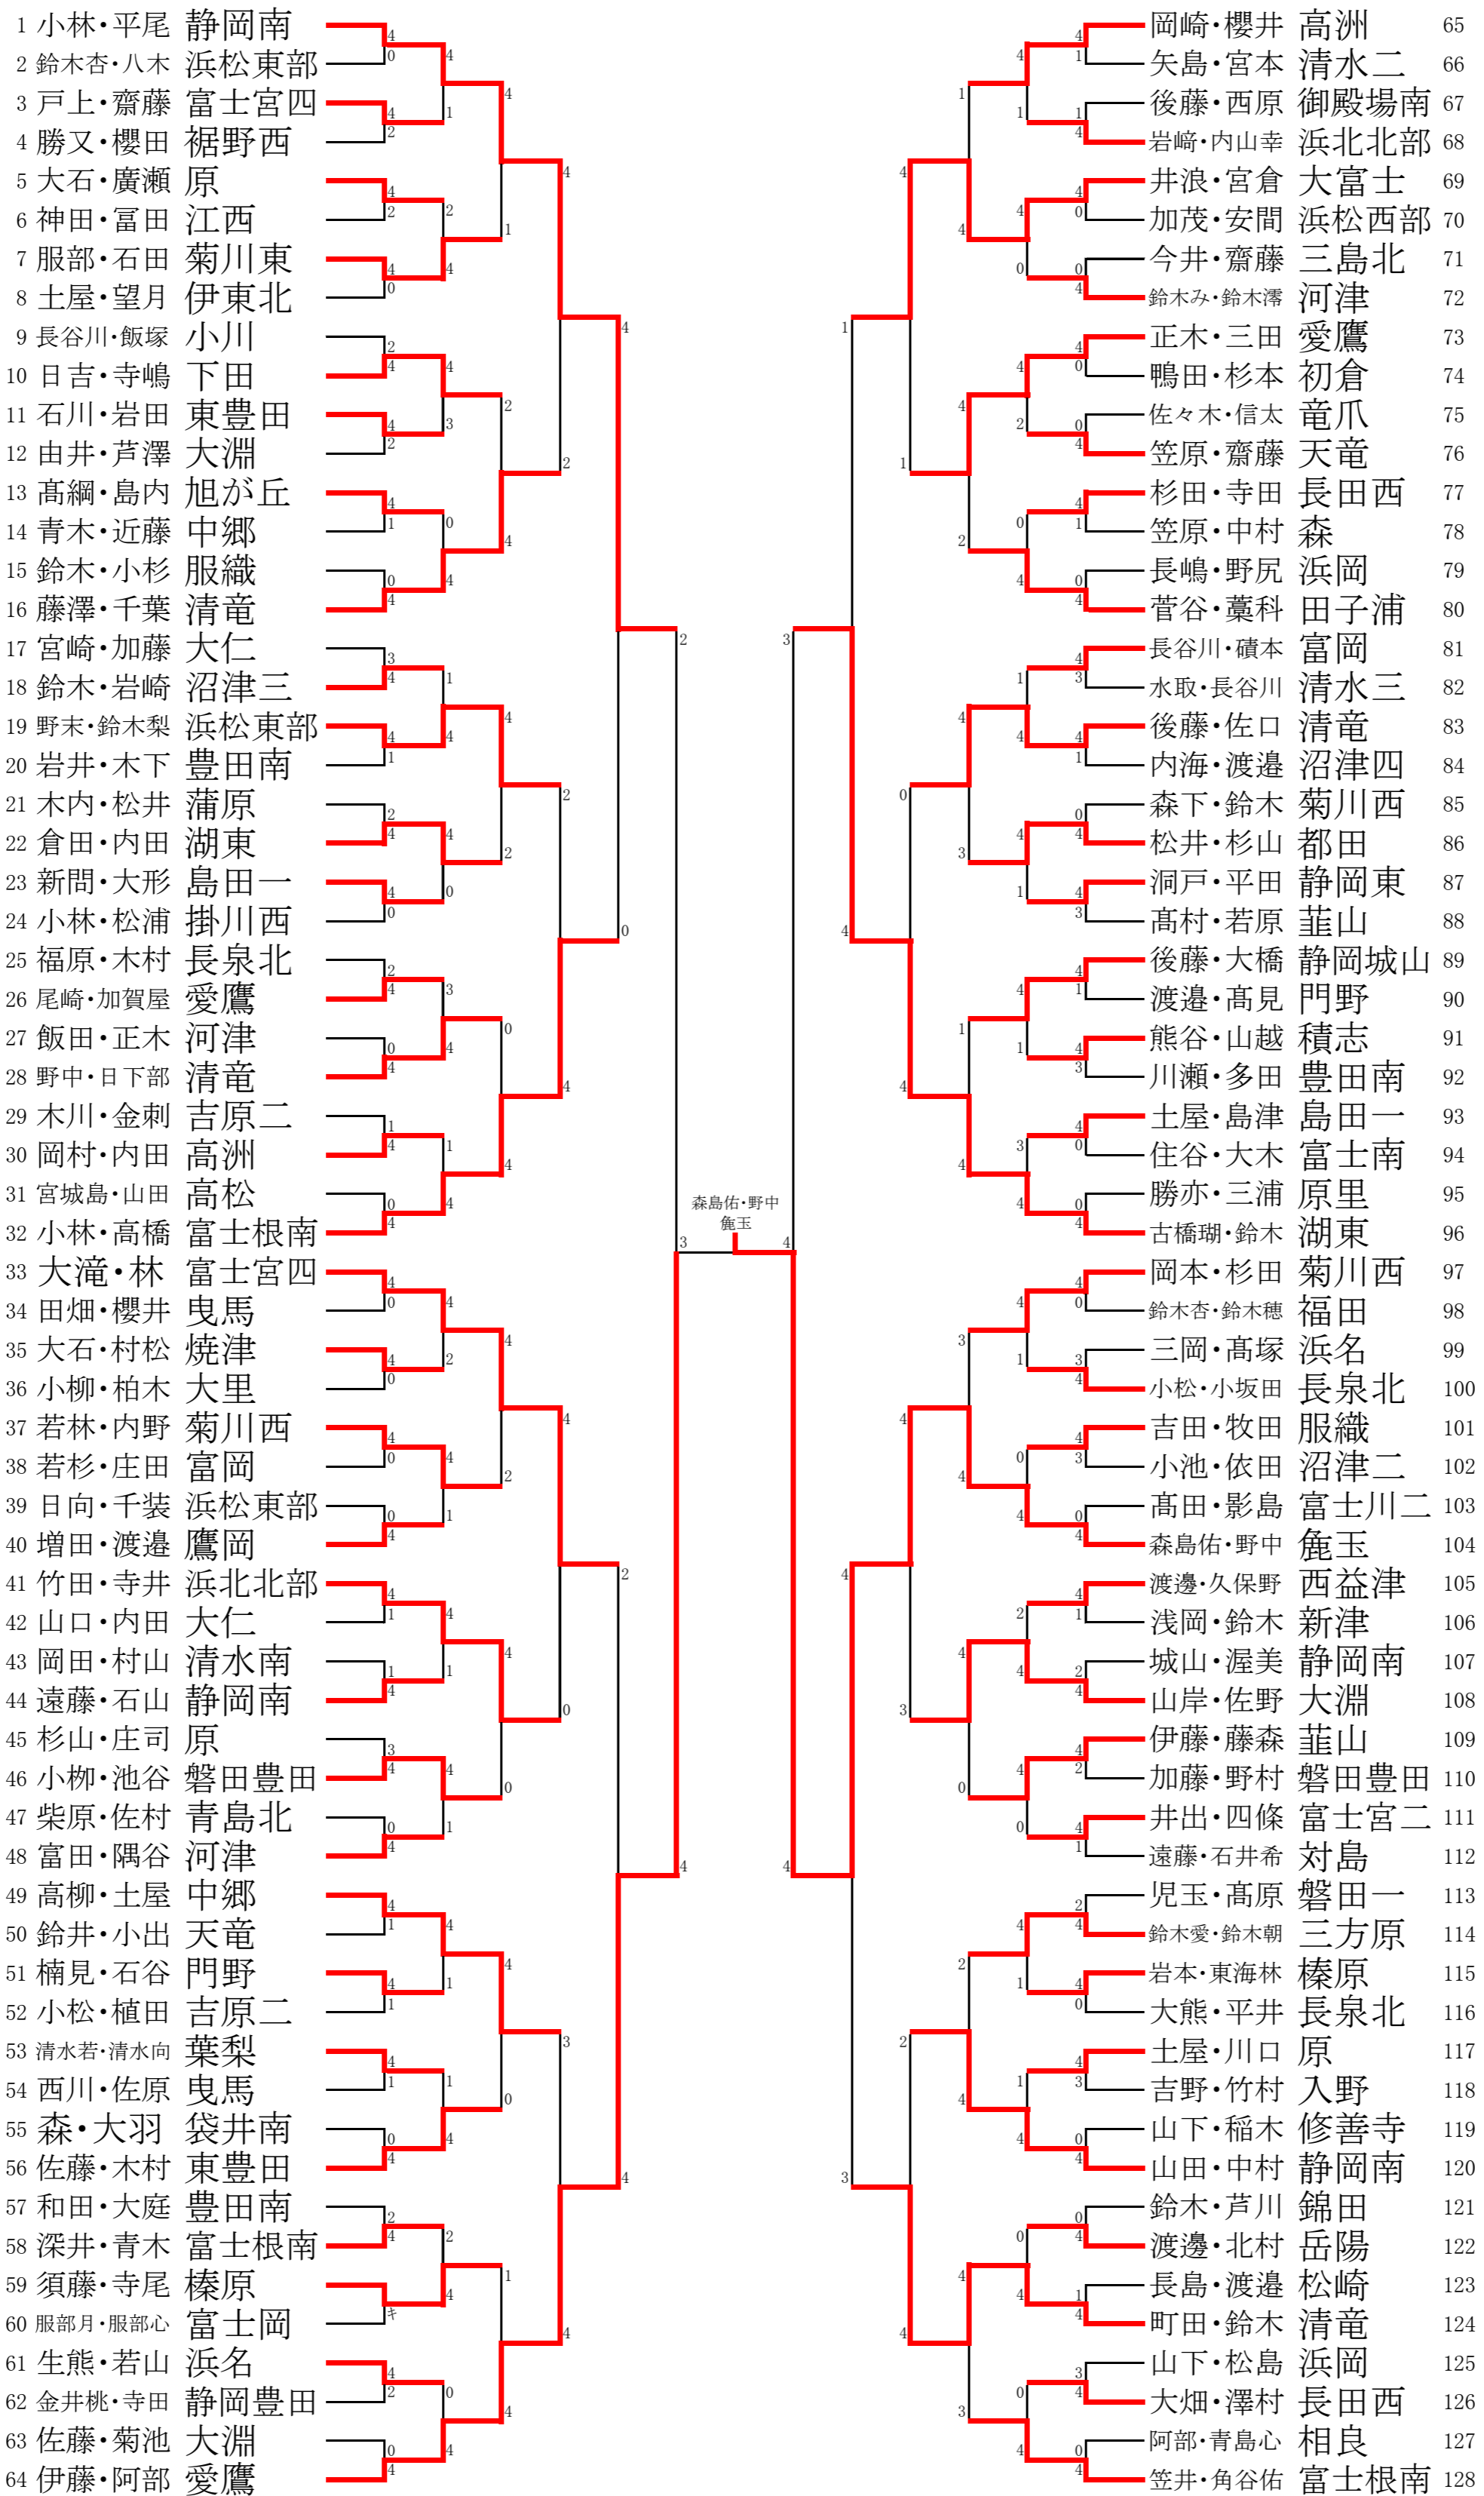 1 小林・平尾 静岡南
2 鈴木杏・八木 浜松東部
3 戸上・齋藤 富士宮四
4 勝又・櫻田 裾野西
5 大石・廣瀬 原
6 神田・冨田 江西
7 服部・石田 菊川東
8 土屋・望月 伊東北
9 長谷川・飯塚 小川
10 日吉・寺嶋 下田
11 石川・岩田 東豊田
12 由井・芦澤 大淵
13 髙綱・島内 旭が丘
14 青木・近藤 中郷
15 鈴木・小杉 服織
16 藤澤・千葉 清竜
17 宮崎・加藤 大仁
18 鈴木・岩崎 沼津三
19 野末・鈴木梨 浜松東部
20 岩井・木下 豊田南
21 木内・松井 蒲原
22 倉田・内田 湖東
23 新間・大形 島田一
24 小林・松浦 掛川西
25 福原・木村 長泉北
26 尾崎・加賀屋 愛鷹
27 飯田・正木 河津
28 野中・日下部 清竜
29 木川・金刺 吉原二
30 岡村・内田 高洲
31 宮城島・山田 高松
32 小林・高橋 富士根南
33 大滝・林 富士宮四
34 田畑・櫻井 曳馬
35 大石・村松 焼津
36 小柳・柏木 大里
37 若林・内野 菊川西
38 若杉・庄田 富岡
39 日向・千装 浜松東部
40 増田・渡邉 鷹岡
41 竹田・寺井 浜北北部
42 山口・内田 大仁
43 岡田・村山 清水南
44 遠藤・石山 静岡南
45 杉山・庄司 原
46 小栁・池谷 磐田豊田
47 柴原・佐村 青島北
48 富田・隅谷 河津
49 高柳・土屋 中郷
50 鈴井・小出 天竜
51 楠見・石谷 門野
52 小松・植田 吉原二
53 清水若・清水向 葉梨
54 西川・佐原 曳馬
55 森・大羽 袋井南
56 佐藤・木村 東豊田
57 和田・大庭 豊田南
58 深井・青木 富士根南
59 須藤・寺尾 榛原
60 服部月・服部心 富士岡
キ
61 生熊・若山 浜名
62 金井桃・寺田 静岡豊田
63 佐藤・菊池 大淵
64 伊藤・阿部 愛鷹
森島佑・野中
麁玉
3 4
岡崎・櫻井 高洲 65
矢島・宮本 清水二 66
後藤・西原 御殿場南 67
岩﨑・内山幸 浜北北部 68
井浪・宮倉 大富士 69
加茂・安間 浜松西部 70
今井・齋藤 三島北 71
鈴木み・鈴木澪 河津 72
正木・三田 愛鷹 73
鴨田・杉本 初倉 74
佐々木・信太 竜爪 75
笠原・齋藤 天竜 76
杉田・寺田 長田西 77
笠原・中村 森 78
長嶋・野尻 浜岡 79
菅谷・藁科 田子浦 80
長谷川・磧本 富岡 81
水取・長谷川 清水三 82
後藤・佐口 清竜 83
内海・渡邉 沼津四 84
森下・鈴木 菊川西 85
松井・杉山 都田 86
洞戸・平田 静岡東 87
髙村・若原 韮山 88
後藤・大橋 静岡城山 89
渡邉・髙見 門野 90
熊谷・山越 積志 91
川瀬・多田 豊田南 92
土屋・島津 島田一 93
住谷・大木 富士南 94
勝亦・三浦 原里 95
古橋瑚・鈴木 湖東 96
岡本・杉田 菊川西 97
鈴木杏・鈴木穂 福田 98
三岡・髙塚 浜名 99
小松・小坂田 長泉北 100
吉田・牧田 服織 101
小池・依田 沼津二 102
髙田・影島 富士川二 103
森島佑・野中 麁玉 104
渡邊・久保野 西益津 105
浅岡・鈴木 新津 106
城山・渥美 静岡南 107
山岸・佐野 大淵 108
伊藤・藤森 韮山 109
加藤・野村 磐田豊田 110
井出・四條 富士宮二 111
遠藤・石井希 対島 112
児玉・髙原 磐田一 113
鈴木愛・鈴木朝 三方原 114
岩本・東海林 榛原 115
大熊・平井 長泉北 116
土屋・川口 原 117
吉野・竹村 入野 118
山下・稲木 修善寺 119
山田・中村 静岡南 120
鈴木・芦川 錦田 121
渡邊・北村 岳陽 122
長島・渡邉 松崎 123
町田・鈴木 清竜 124
山下・松島 浜岡 125
大畑・澤村 長田西 126
阿部・青島心 相良 127
笠井・角谷佑 富士根南 128